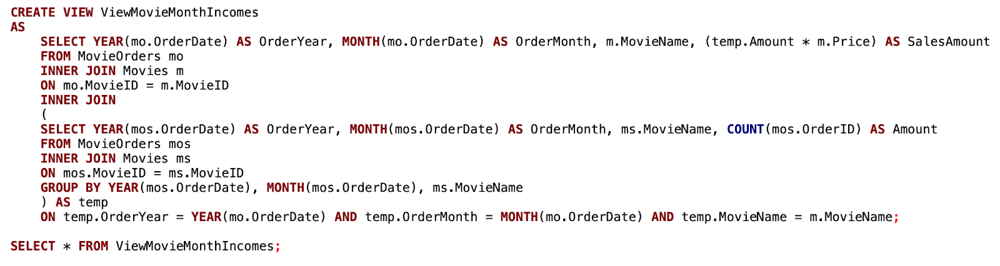 CREATE VIEW ViewMovieMonthIncomes
AS
SELECT YEAR(mo.OrderDate) AS OrderYear, MONTH(mo.OrderDate) AS OrderMonth, m.MovieName, (temp.Amount * m.Price) AS SalesAmount
FROM MovieOrders mo
INNER JOIN Movies m
ON mo.MovieID = m.MovieID
INNER JOIN
(
SELECT YEAR(mos.OrderDate) AS OrderYear, MONTH(mos.OrderDate) AS OrderMonth, ms.MovieName, COUNT(mos.OrderID) AS Amount
FROM MovieOrders mos
INNER JOIN Movies ms
ON mos.MovieID = ms.MovieID
GROUP BY YEAR(mos.OrderDate), MONTH(mos.OrderDate), ms.MovieName
) AS temp
ON temp.OrderYear = YEAR(mo.OrderDate) AND temp.OrderMonth = MONTH(mo.OrderDate) AND temp.MovieName = m.MovieName;
SELECT * FROM ViewMovieMonthIncomes;